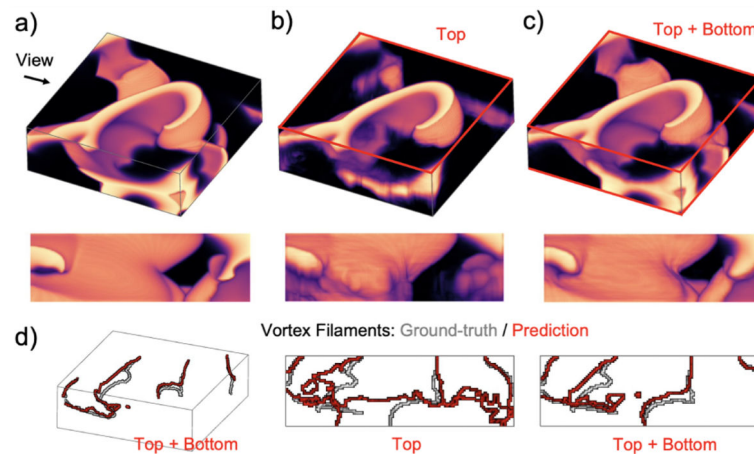 a)
View
b)
Top
c)
Top + Bottom
d)
Vortex Filaments: Ground-truth / Prediction
Top + Bottom
Top
Top + Bottom